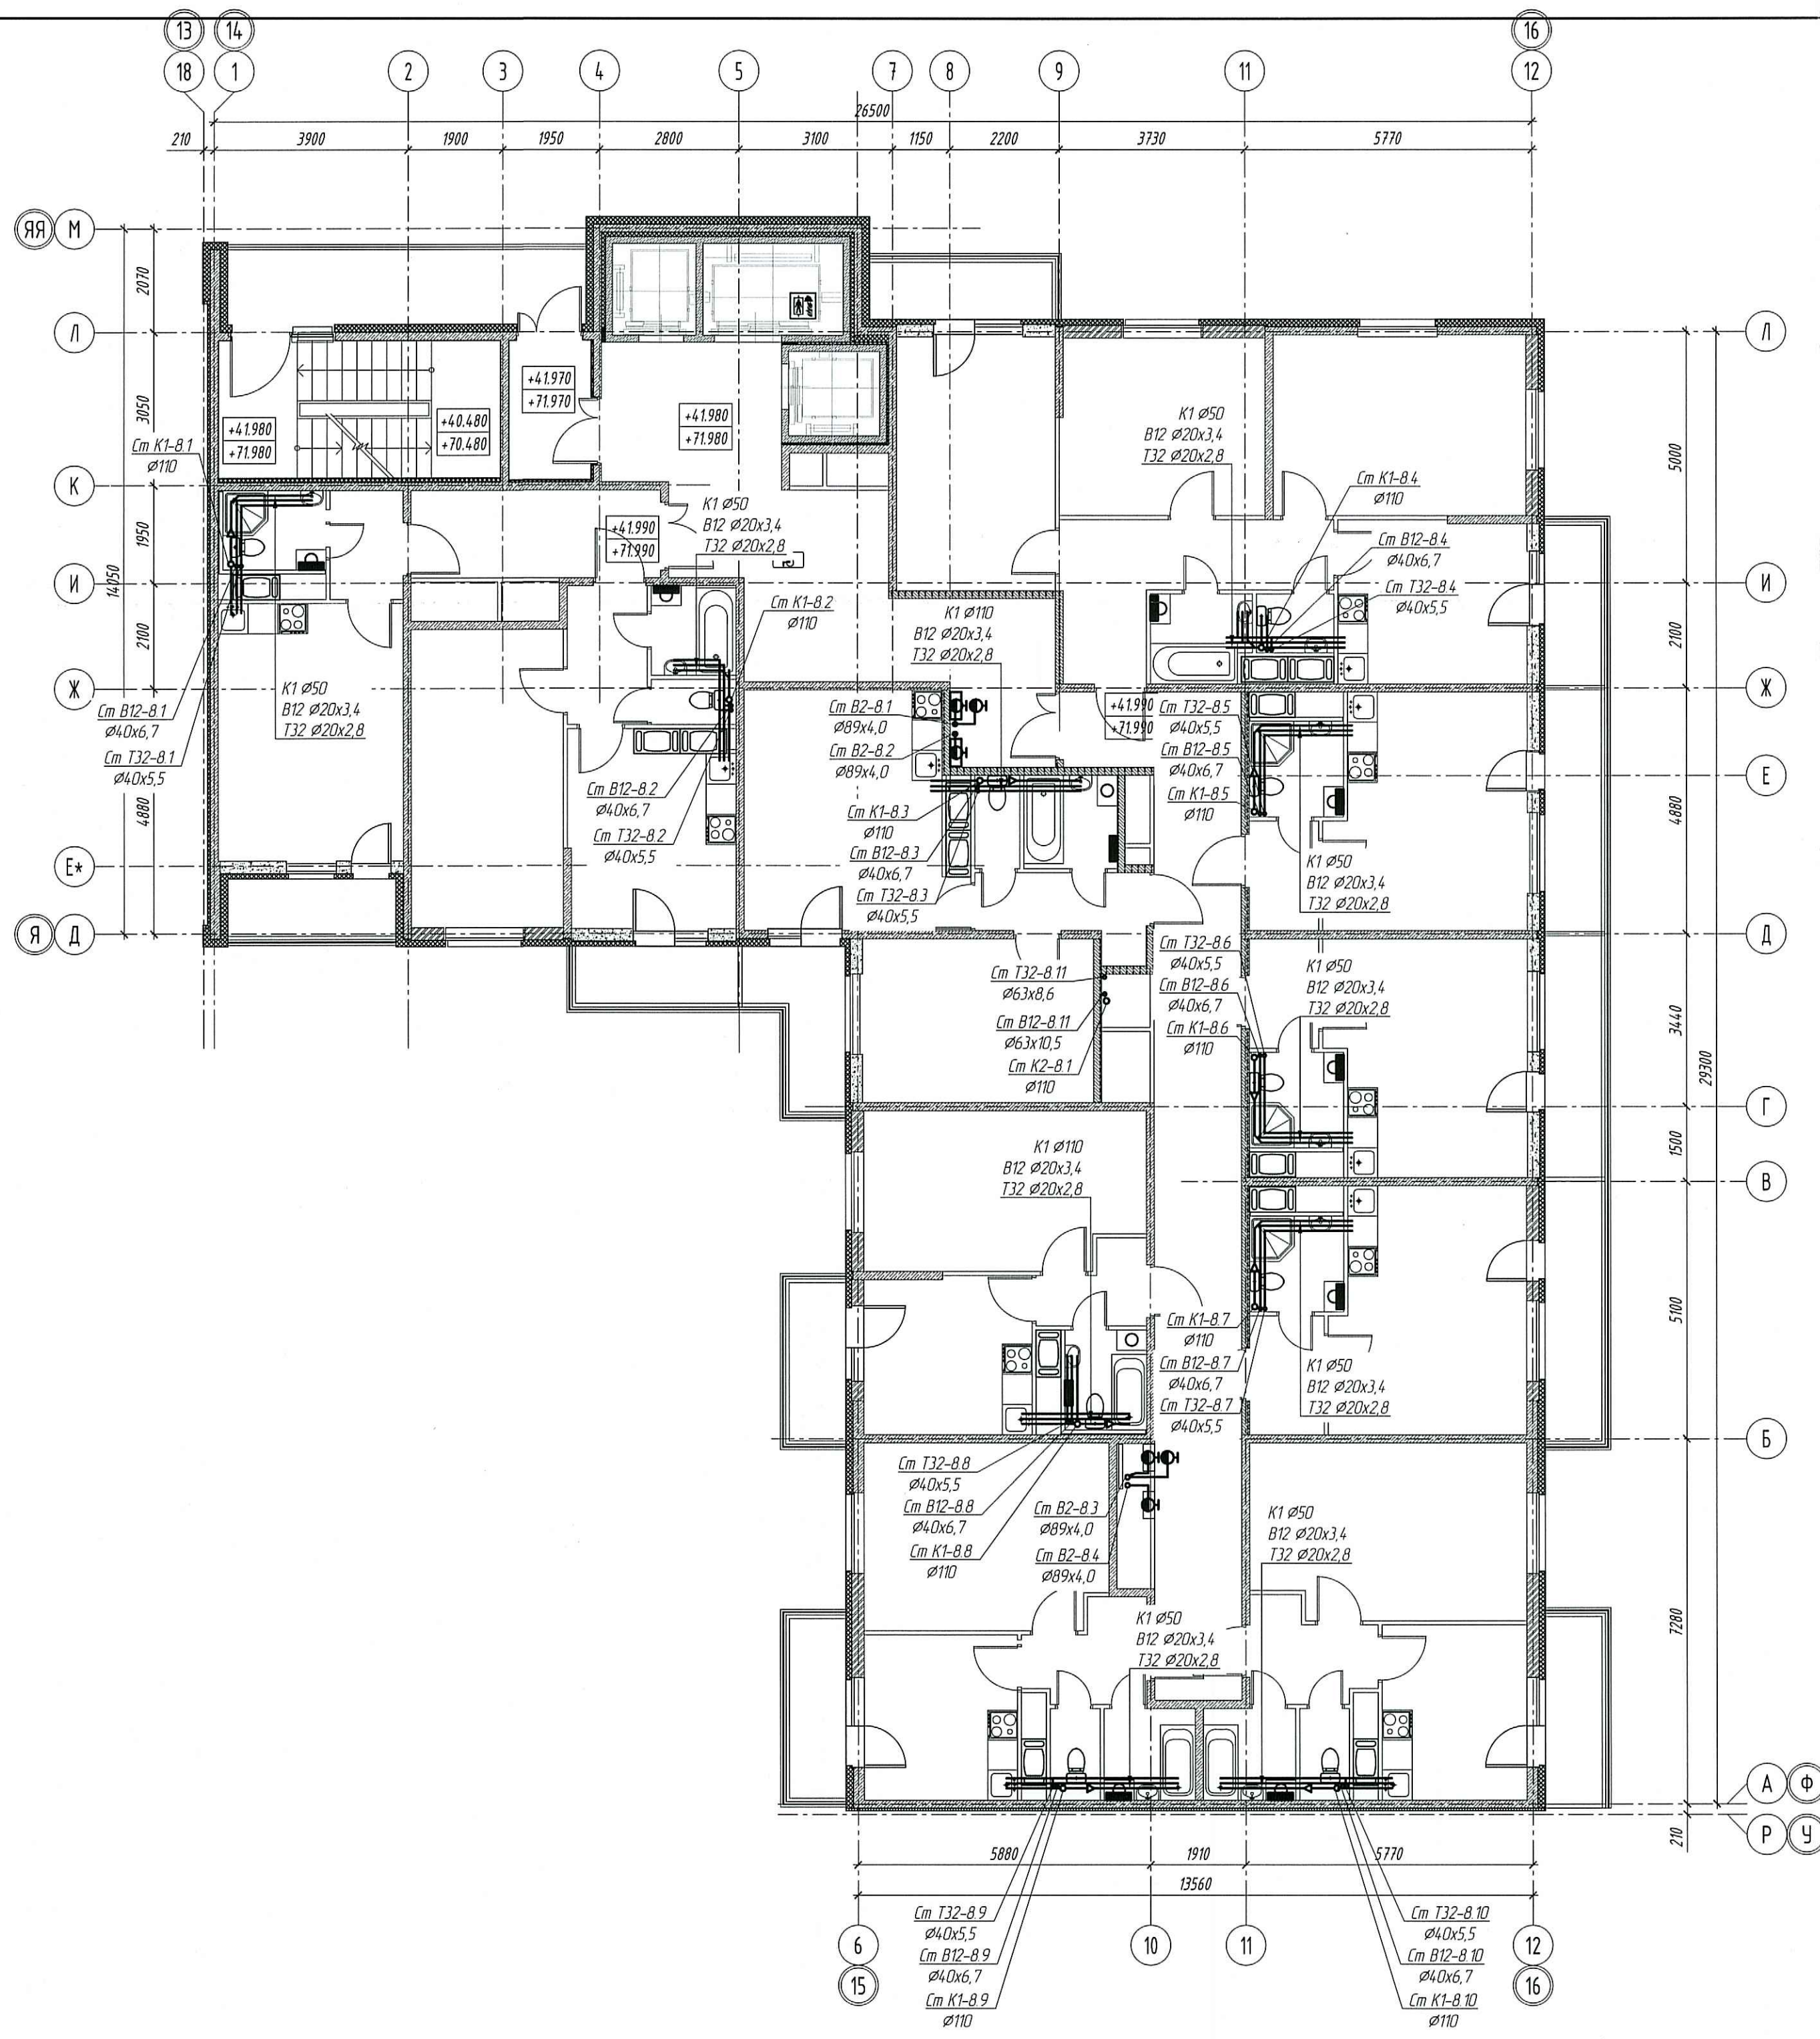 13
14
16
18
1
2
3
4
5
7
8
9
11
12
26500
210
3900
1900
1950
2800
3100
1150
2200
3730
5770
ЯЯ
М
2070
Л
Л
3050
+41.980
+71.980
+40.480
+70.480
+41.970
+71.970
+41.980
+71.980
К1 Ø50
В12 Ø20х3,4
Т32 Ø20х2,8
5000
Ст К1-8.1
Ø110
К
Ст К1-8.4
Ø110
К1 Ø50
В12 Ø20х3,4
Т32 Ø20х2,8
+41.990
+71.990
1950
14050
Ст В12-8.4
Ø40х6,7
Ст Т32-8.4
Ø40х5,5
И
И
Ст К1-8.2
Ø110
К1 Ø110
В12 Ø20х3,4
Т32 Ø20х2,8
2100
2100
Ж
Ж
К1 Ø50
В12 Ø20х3,4
Т32 Ø20х2,8
Ст В12-8.1
Ø40х6,7
Ст Т32-8.1
Ø40х5,5
Ст В2-8.1
Ø89х4,0
Ст В2-8.2
Ø89х4,0
+41.990
+71.990
Ст Т32-8.5
Ø40х5,5
Ст В12-8.5
Ø40х6,7
Ст К1-8.5
Ø110
Е
Ст В12-8.2
Ø40х6,7
Ст Т32-8.2
Ø40х5,5
4880
4880
Ст К1-8.3
Ø110
Ст В12-8.3
Ø40х6,7
Ст Т32-8.3
Ø40х5,5
К1 Ø50
В12 Ø20х3,4
Т32 Ø20х2,8
Е*
Я
Д
Д
Ст Т32-8.6
Ø40х5,5
Ст В12-8.6
Ø40х6,7
Ст К1-8.6
Ø110
К1 Ø50
В12 Ø20х3,4
Т32 Ø20х2,8
Ст Т32-8.11
Ø63х8,6
Ст В12-8.11
Ø63х10,5
Ст К2-8.1
Ø110
3440
29300
Г
1500
К1 Ø110
В12 Ø20х3,4
Т32 Ø20х2,8
В
5100
Ст К1-8.7
Ø110
Ст В12-8.7
Ø40х6,7
Ст Т32-8.7
Ø40х5,5
К1 Ø50
В12 Ø20х3,4
Т32 Ø20х2,8
Б
Ст Т32-8.8
Ø40х5,5
Ст В12-8.8
Ø40х6,7
Ст К1-8.8
Ø110
Ст В2-8.3
Ø89х4,0
Ст В2-8.4
Ø89х4,0
К1 Ø50
В12 Ø20х3,4
Т32 Ø20х2,8
7280
К1 Ø50
В12 Ø20х3,4
Т32 Ø20х2,8
А
Ф
Р
У
210
5880
1910
5770
13560
Ст Т32-8.9
Ø40х5,5
Ст В12-8.9
Ø40х6,7
Ст К1-8.9
Ø110
Ст Т32-8.10
Ø40х5,5
Ст В12-8.10
Ø40х6,7
Ст К1-8.10
Ø110
6
10
11
12
15
16